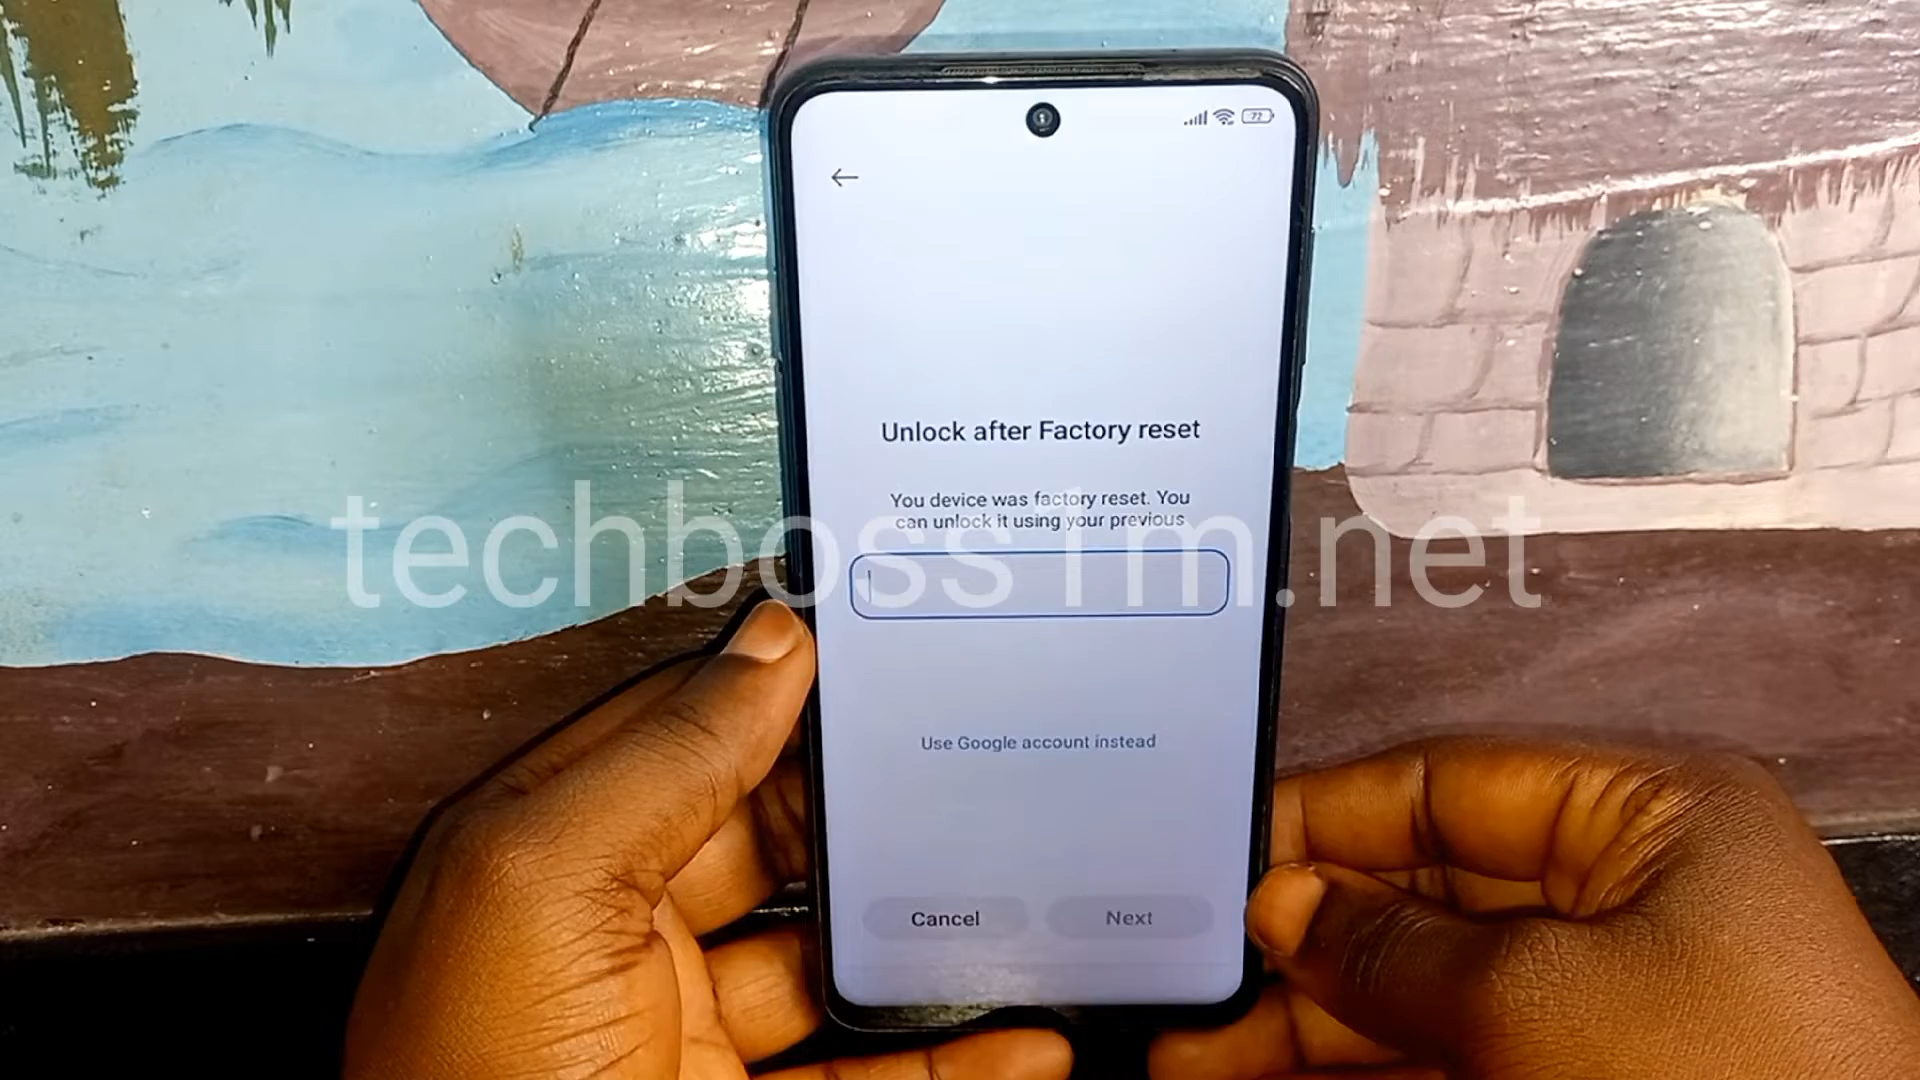 72
Unlock after Factory reset
You device was factory reset. You
can unlock it using your previous
techboss1m.net
Use Google account instead
Cancel
Next